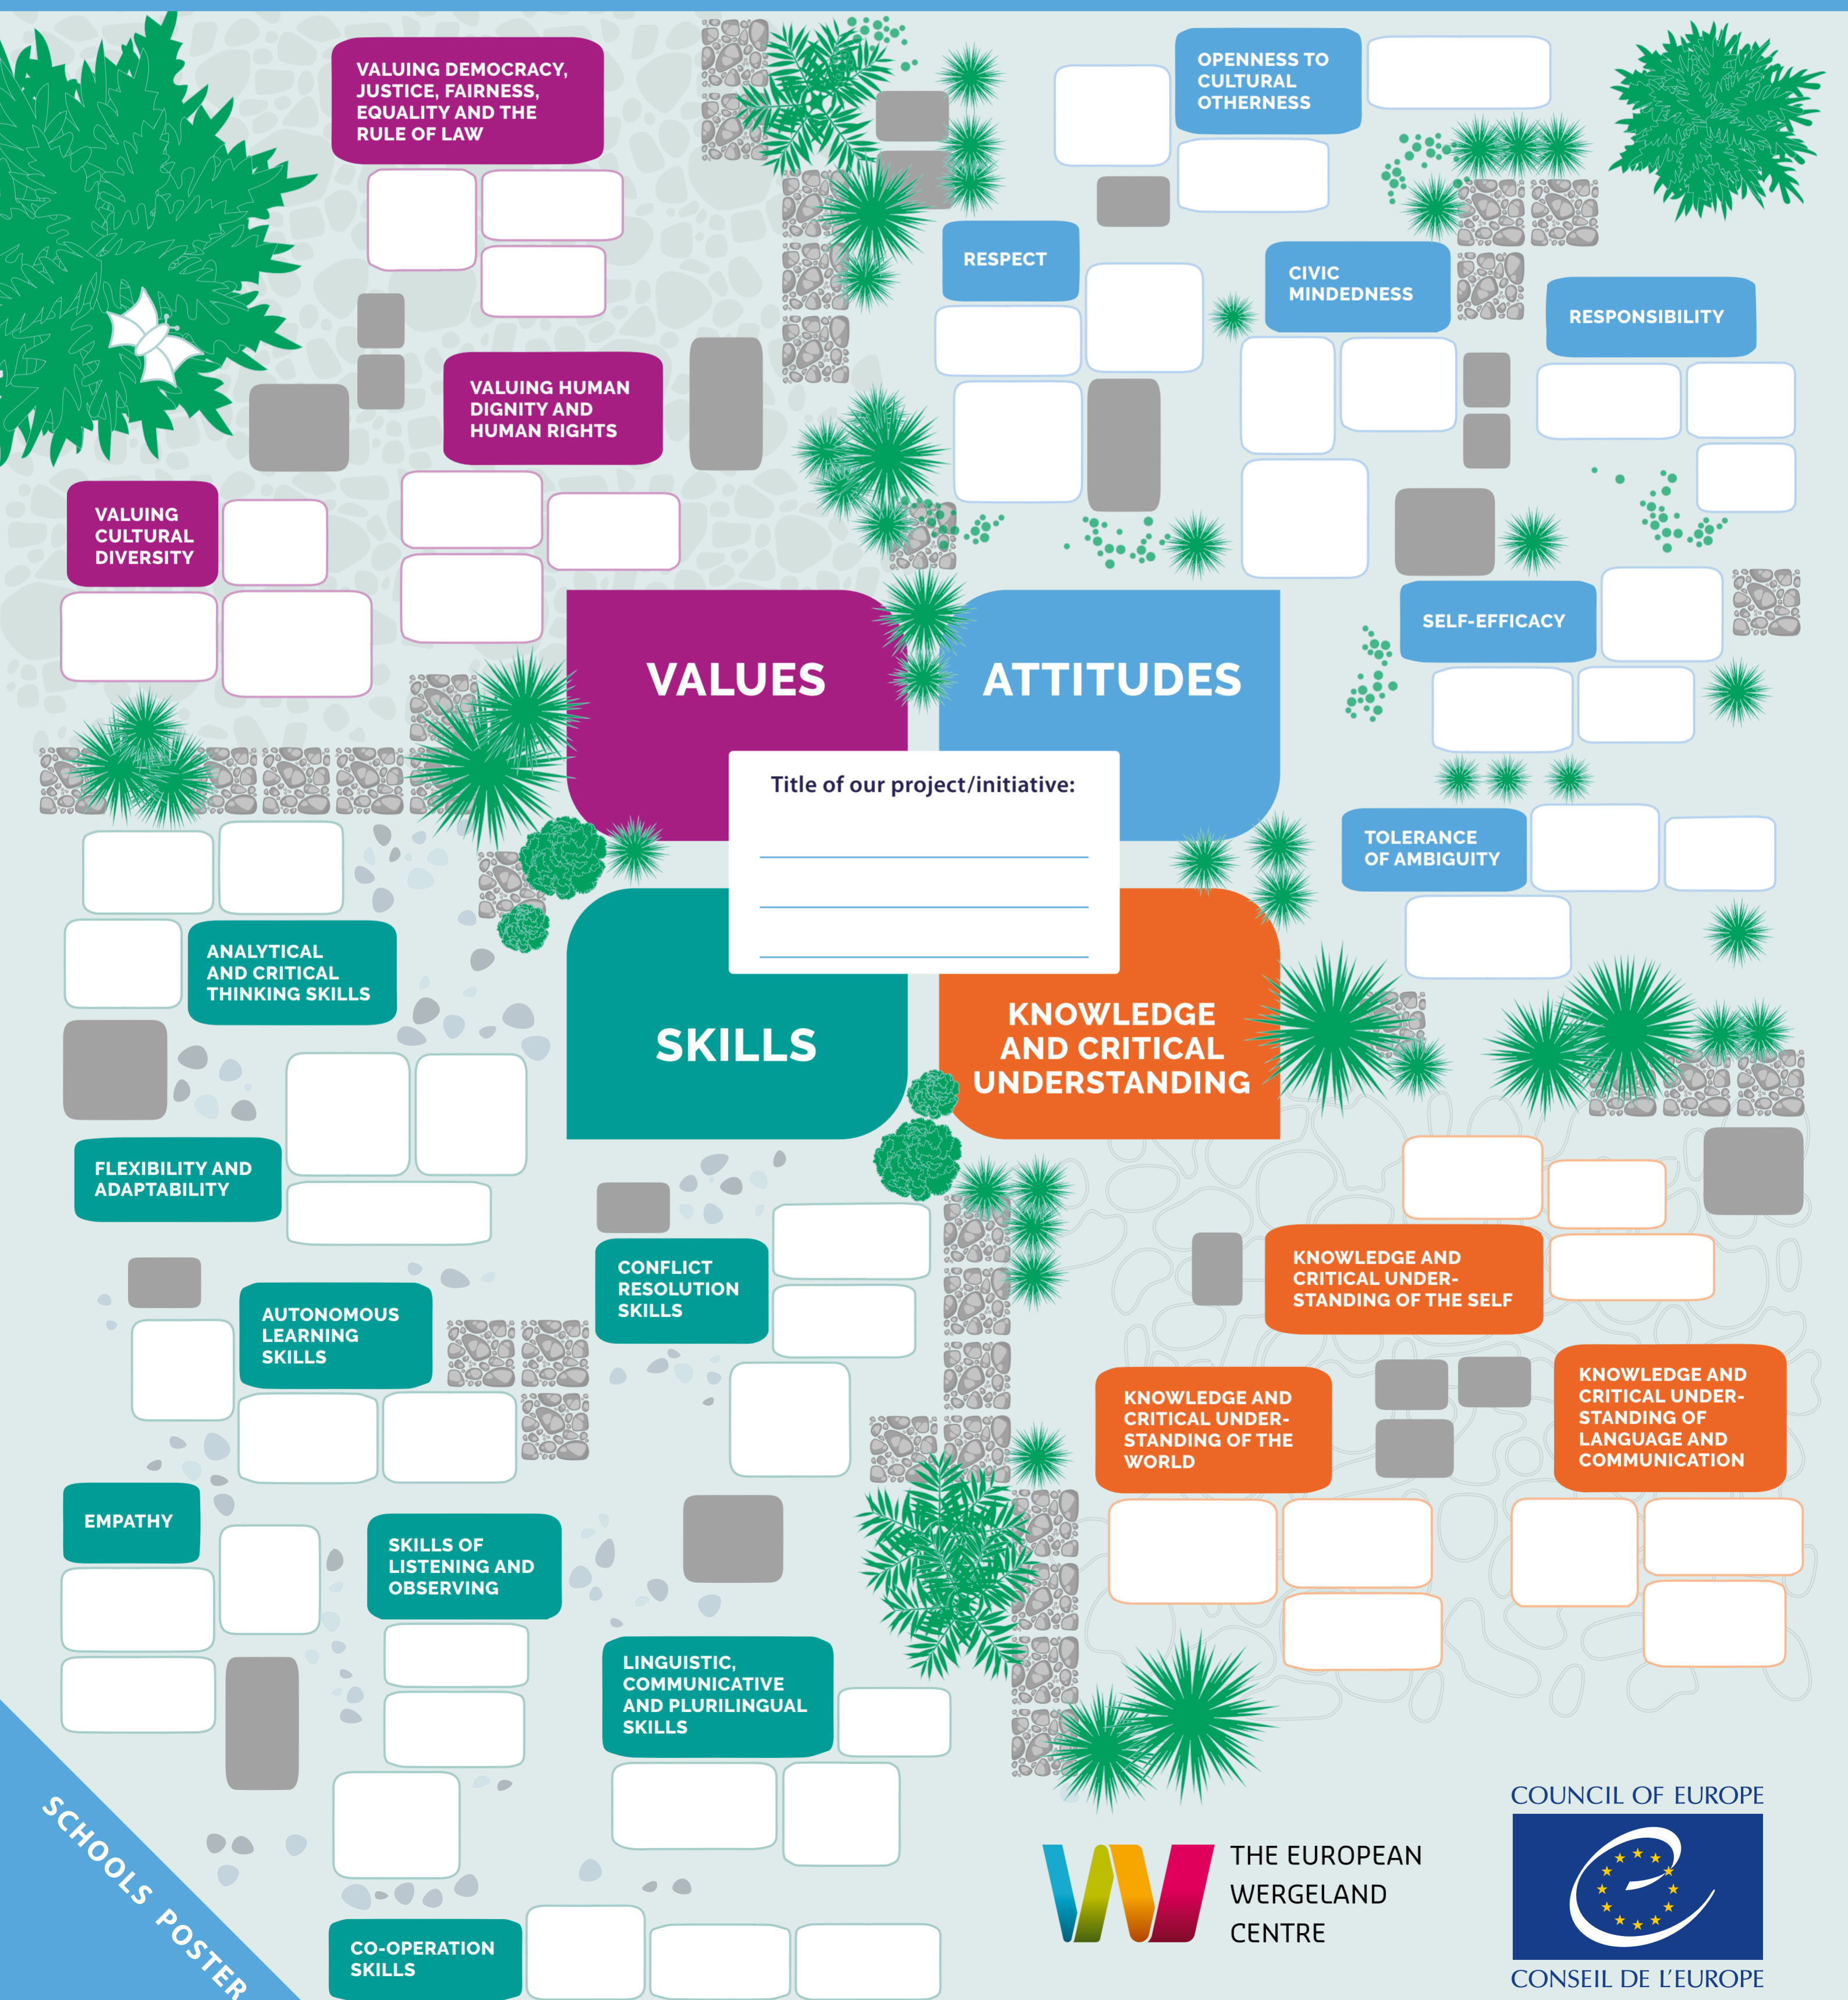 VALUING DEMOCRACY,
JUSTICE, FAIRNESS,
EQUALITY AND THE
RULE OF LAW
VALUING HUMAN
DIGNITY AND
HUMAN RIGHTS
VALUING
CULTURAL
DIVERSITY
OPENNESS TO
CULTURAL
OTHERNESS
RESPECT
CIVIC
MINDEDNESS
RESPONSIBILITY
SELF-EFFICACY
TOLERANCE
OF AMBIGUITY
VALUES
ATTITUDES
Title of our project/initiative:
SKILLS
KNOWLEDGE
AND CRITICAL
UNDERSTANDING
ANALYTICAL
AND CRITICAL
THINKING SKILLS
FLEXIBILITY AND
ADAPTABILITY
AUTONOMOUS
LEARNING
SKILLS
CONFLICT
RESOLUTION
SKILLS
EMPATHY
SKILLS OF
LISTENING AND
OBSERVING
LINGUISTIC,
COMMUNICATIVE
AND PLURILINGUAL
SKILLS
CO-OPERATION
SKILLS
KNOWLEDGE AND
CRITICAL UNDER-
STANDING OF THE SELF
KNOWLEDGE AND
CRITICAL UNDER-
STANDING OF THE
WORLD
KNOWLEDGE AND
CRITICAL UNDER-
STANDING OF
LANGUAGE AND
COMMUNICATION
SCHOOLS POSTER
THE EUROPEAN
WERGELAND
CENTRE
COUNCIL OF EUROPE
CONSEIL DE L'EUROPE